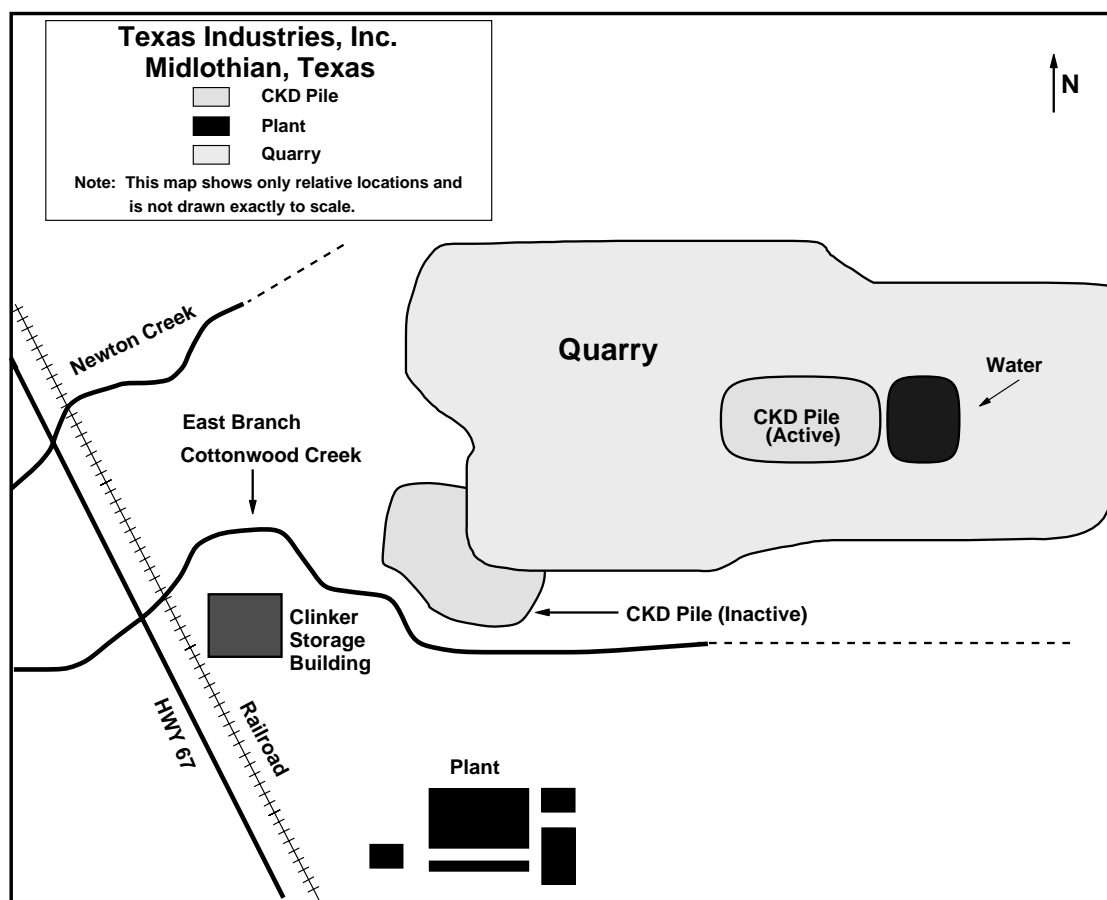 Texas Industries, Inc.
Midlothian, Texas
CKD Pile
Plant
Quarry
Note: This map shows only relative locations and
is not drawn exactly to scale.
N
Newton Creek
Quarry
Water
CKD Pile
(Active)
East Branch
Cottonwood Creek
CKD Pile (Inactive)
Clinker
Storage
Building
HWY 67
Railroad
Plant